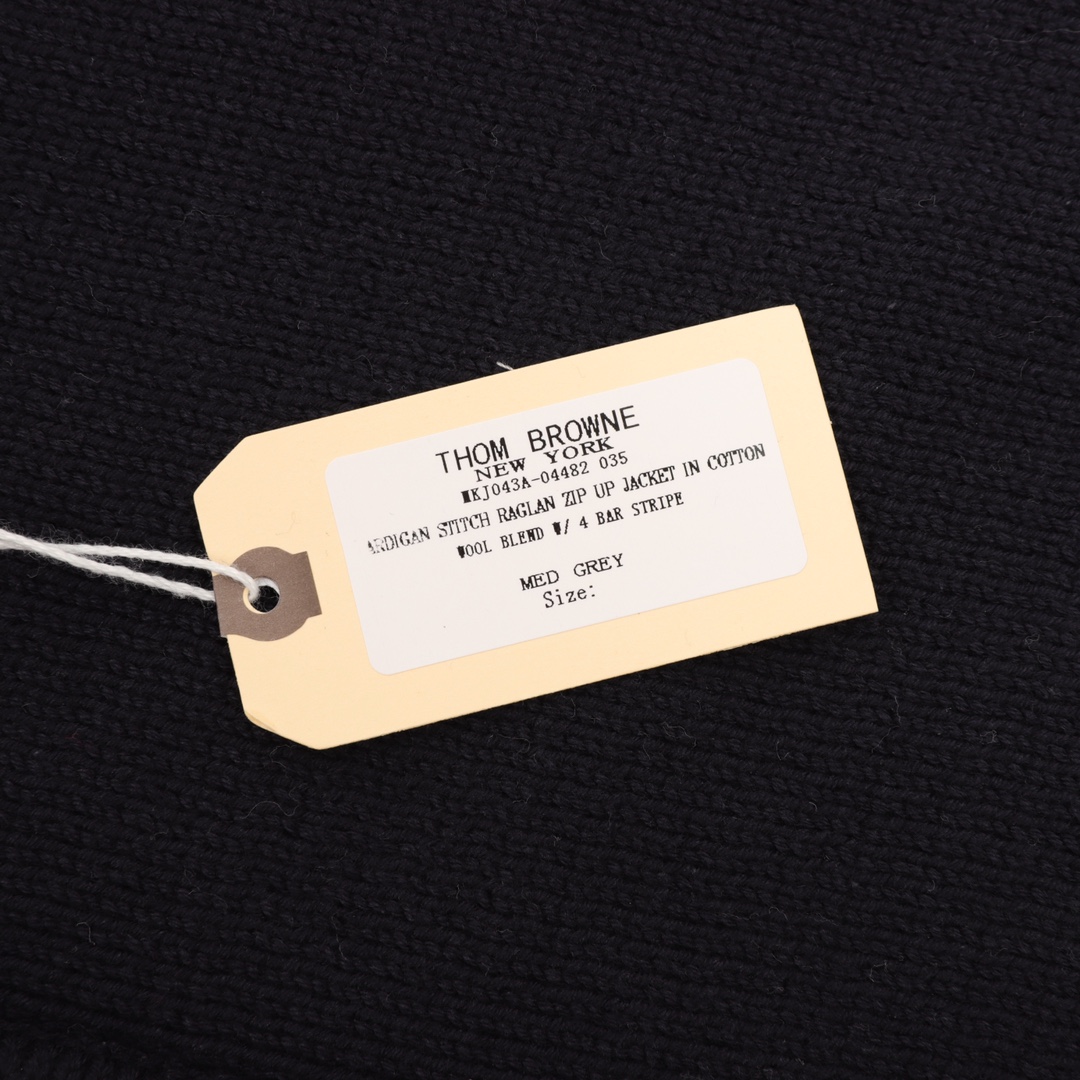 THOM BROWNE
NEW YORK
MKJ043A-04482 035
ARDIGAN STITCH RAGLAN ZIP UP JACKET IN COTTON
WOOL BLEND W/ 4 BAR STRIPE
MED GREY
Size: